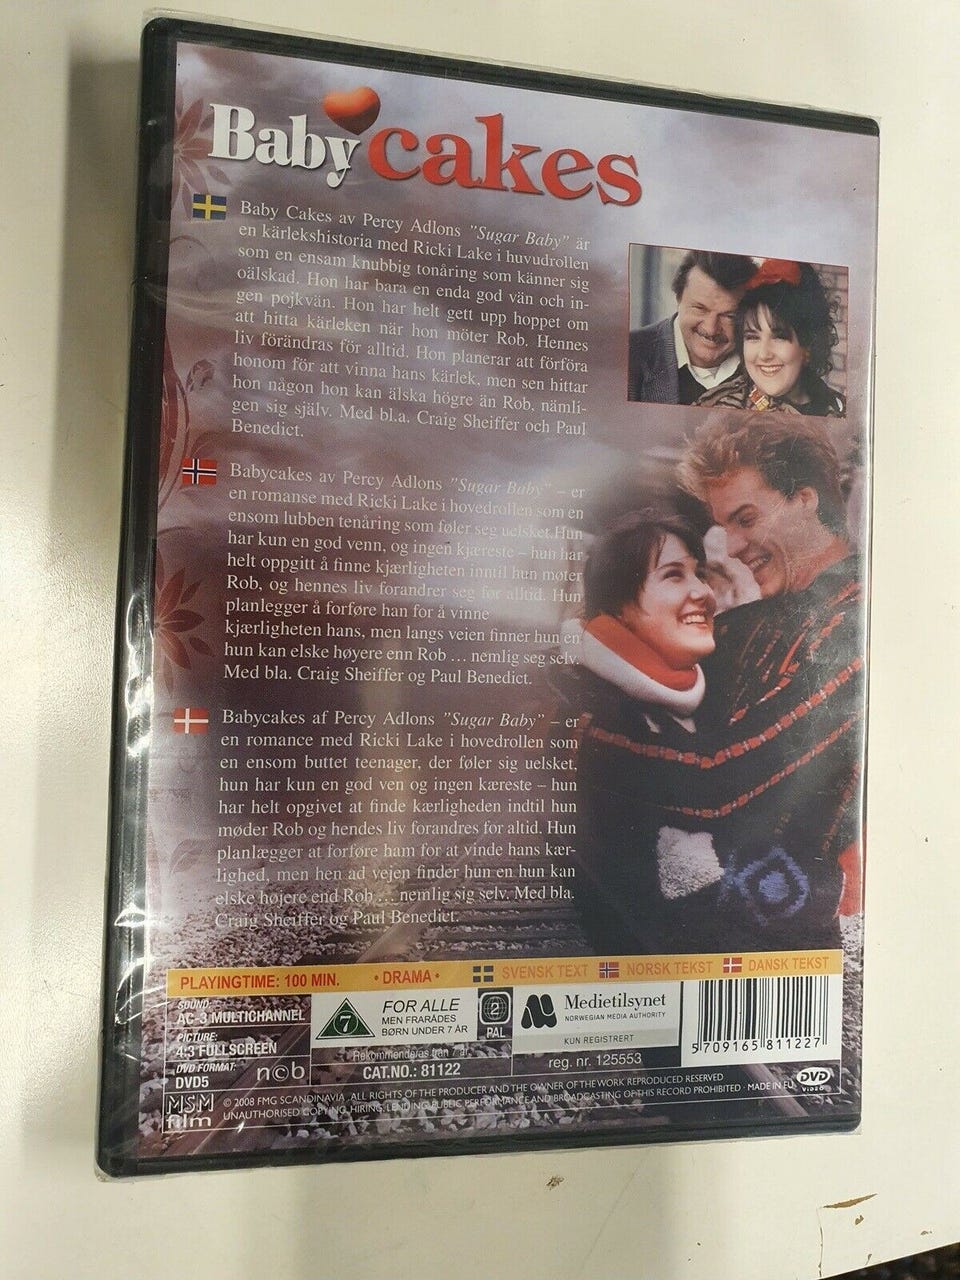 Baby cakes
Baby Cakes av Percy Adlons "Sugar Baby" är
en kärlekshistoria med Ricki Lake i huvudrollen
som en ensam knubbig tonåring som känner sig
oälskad. Hon har bara en enda god vän och in-
gen pojkvän. Hon har helt gett upp hoppet om
att hitta kärleken när hon möter Rob. Hennes
liv förändras för alltid. Hon planerar att förföra
honom för att vinna hans kärlek, men sen hittar
hon någon hon kan älska högre än Rob, nämli-
gen sig själv. Med bl.a. Craig Sheiffer och Paul
Benedict.
Babycakes av Percy Adlons "Sugar Baby" – er
en romanse med Ricki Lake i hovedrollen som en
ensom lubben tenåring som føler seg uelsket.Hun
har kun en god venn, og ingen kjæreste – hun har
helt oppgitt å finne kjærligheten inntil hun møter
Rob, og hennes liv forandrer seg for alltid. Hun
planlegger å forføre han for å vinne
kjærligheten hans, men langs veien finner hun en
hun kan elske høyere enn Rob ... nemlig seg selv.
Med bla. Craig Sheiffer og Paul Benedict.
Babycakes af Percy Adlons "Sugar Baby" – er
en romance med Ricki Lake i hovedrollen som
en ensom buttet teenager, der føler sig uelsket,
hun har kun en god ven og ingen kæreste – hun
har helt opgivet at finde kærligheden indtil hun
møder Rob og hendes liv forandres for altid. Hun
planlægger at forføre ham for at vinde hans kær-
lighed, men hen ad vejen finder hun en hun kan
elske højere end Rob ... nemlig sig selv. Med bla.
Craig Sheiffer og Paul Benedict.
PLAYINGTIME: 100 MIN. • DRAMA • SVENSK TEXT NORSK TEKST DANSK TEKST
SOUND:
AC-3 MULTICHANNEL
PICTURE:
4:3 FULLSCREEN
DVD FORMAT:
DVD5
ncb
7
FOR ALLE
MEN FRARÅDES
BØRN UNDER 7 ÅR
Rekommenderas från 7 år
CAT.NO.: 81122
2
PAL
Medietilsynet
NORWEGIAN MEDIA AUTHORITY
KUN REGISTRERT
reg. nr. 125553
5 709165 811227
DVD
VIDEO
MSM
film
© 2008 FMG SCANDINAVIA , ALL RIGHTS OF THE PRODUCER AND THE OWNER OF THE WORK REPRODUCED RESERVED
UNAUTHORISED COPYING, HIRING, LENDING, PUBLIC PERFORMANCE AND BROADCASTING OF THIS RECORD PROHIBITED · MADE IN EU